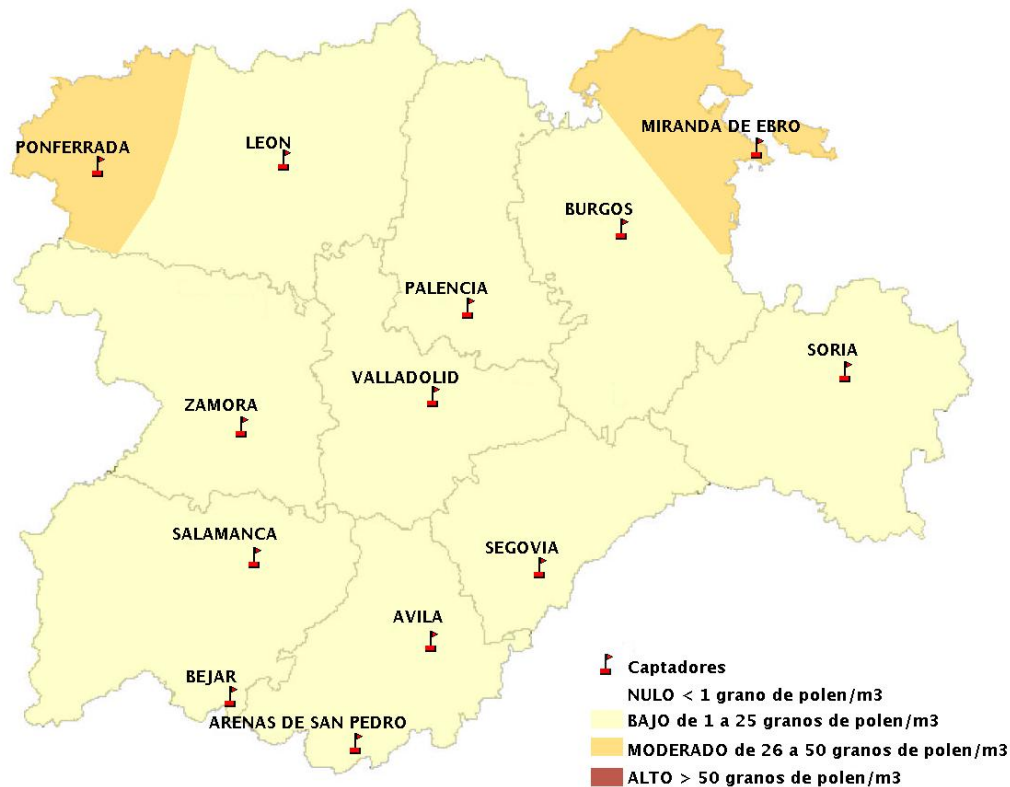 MIRANDA DE EBRO
PONFERRADA
LEON
BURGOS
PALENCIA
SORIA
VALLADOLID
ZAMORA
SALAMANCA
SEGOVIA
AVILA
BEJAR
ARENAS DE SAN PEDRO
Captadores
NULO < 1 grano de polen/m3
BAJO de 1 a 25 granos de polen/m3
MODERADO de 26 a 50 granos de polen/m3
ALTO > 50 granos de polen/m3